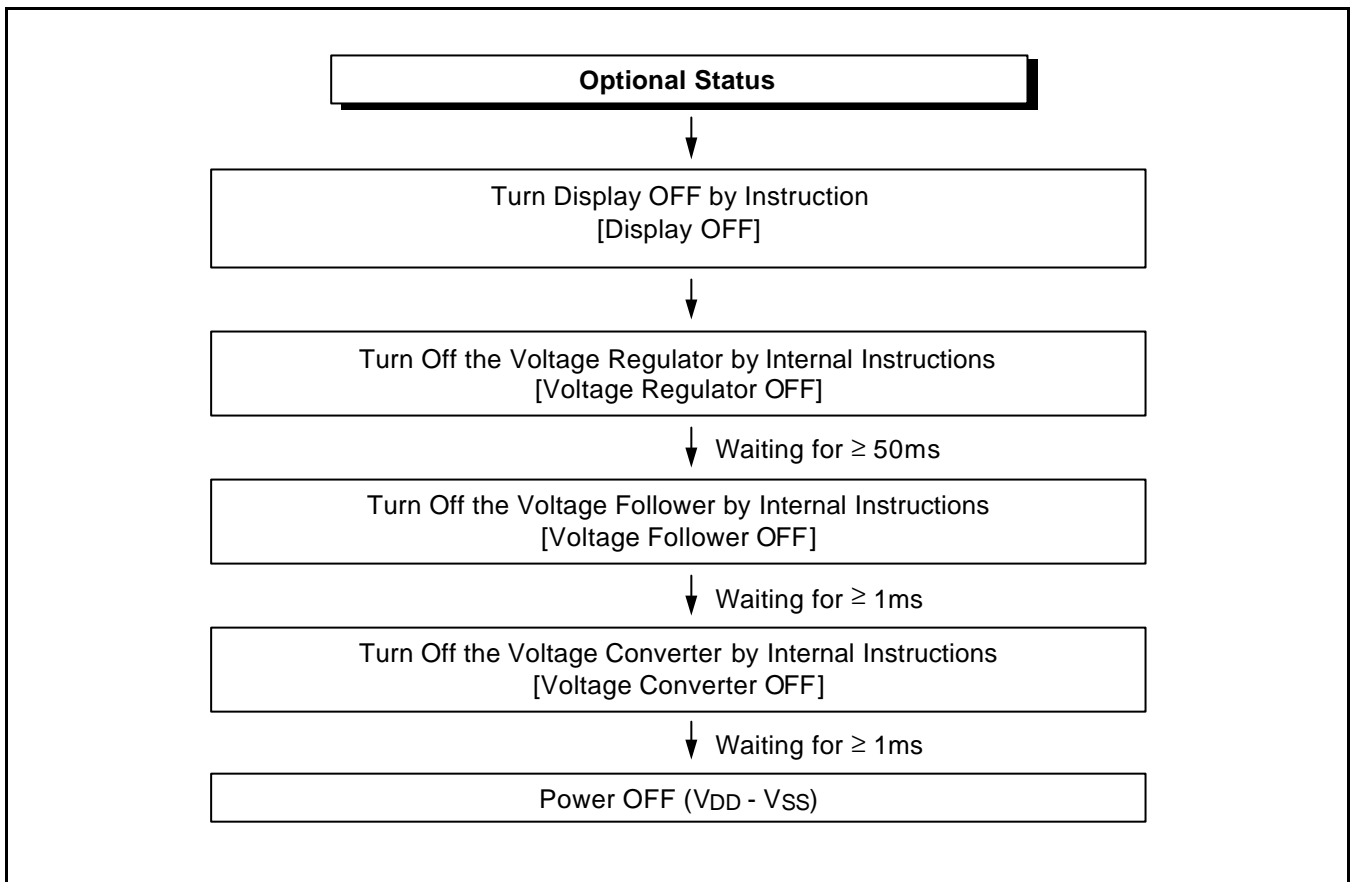 Optional Status
Turn Display OFF by Instruction
[Display OFF]
Turn Off the Voltage Regulator by Internal Instructions
[Voltage Regulator OFF]
Waiting for ≥ 50ms
Turn Off the Voltage Follower by Internal Instructions
[Voltage Follower OFF]
Waiting for ≥ 1ms
Turn Off the Voltage Converter by Internal Instructions
[Voltage Converter OFF]
Waiting for ≥ 1ms
Power OFF (VDD - VSS)